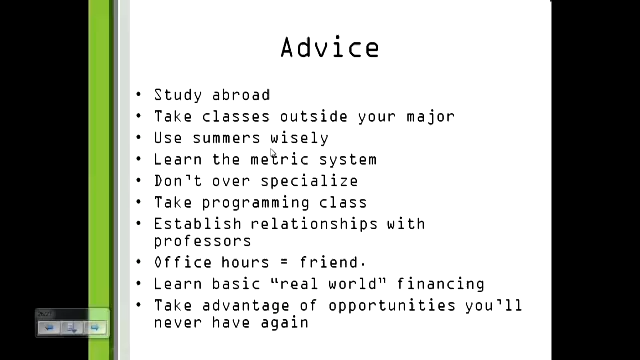 Advice
• Study abroad
• Take classes outside your major
• Use summers wisely
• Learn the metric system
• Don't over specialize
• Take programming class
• Establish relationships with
professors
• Office hours = friend.
• Learn basic “real world” financing
• Take advantage of opportunities you'll
never have again